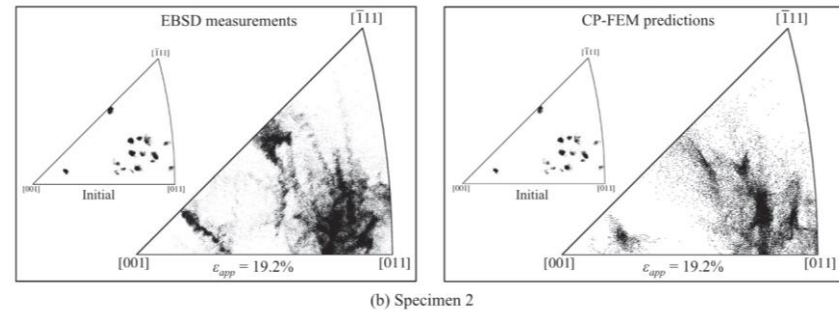 EBSD measurements
[1̅11]
[1̅11]
[001]
[011]
Initial
[001]
[011]
ε_app = 19.2%
CP-FEM predictions
[1̅11]
[1̅11]
[001]
[011]
Initial
[001]
[011]
ε_app = 19.2%
(b) Specimen 2